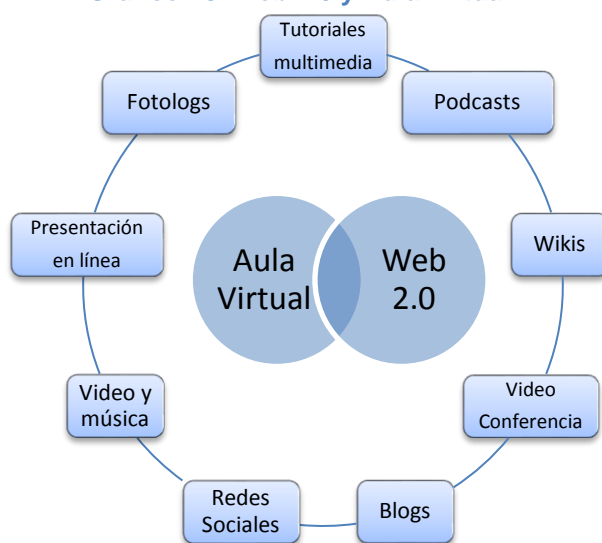 Tutoriales
multimedia
Podcasts
Wikis
Video
Conferencia
Blogs
Redes
Sociales
Video y
música
Presentación
en línea
Fotologs
Aula
Virtual
Web
2.0